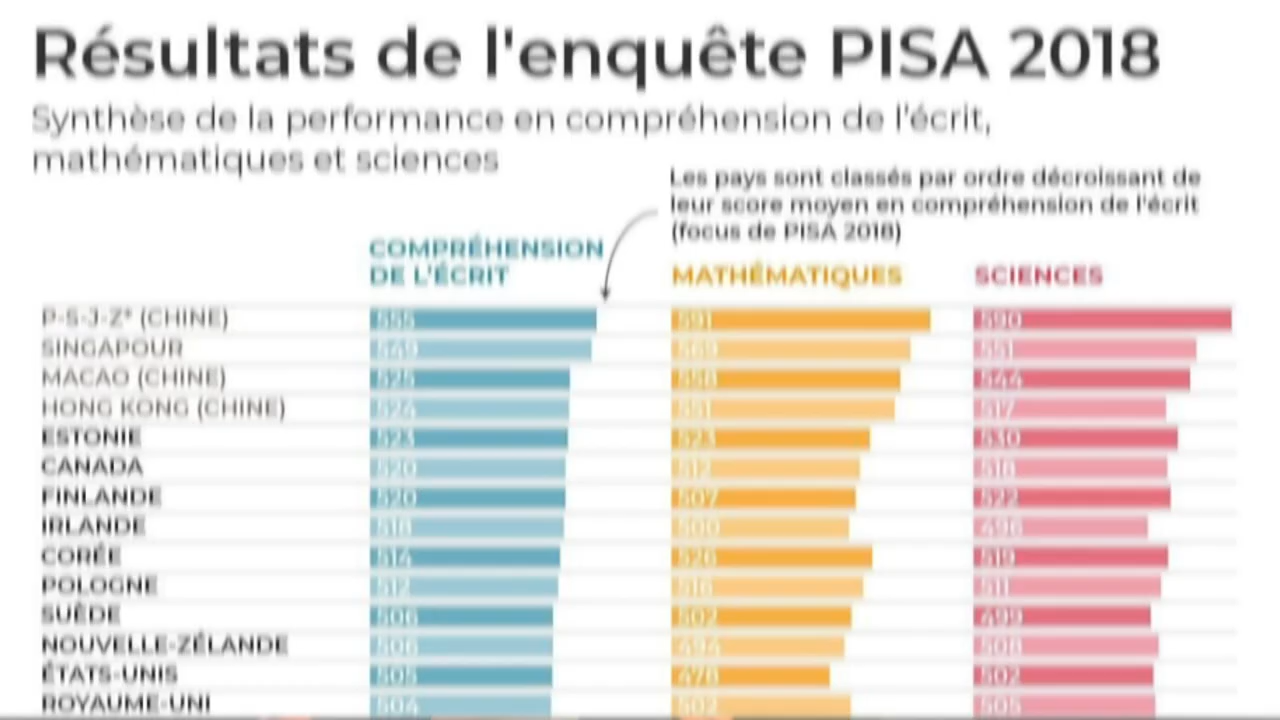 Résultats de l'enquête PISA 2018
Synthèse de la performance en compréhension de l'écrit,
mathématiques et sciences
Les pays sont classés par ordre décroissant de
leur score moyen en compréhension de l'écrit
(focus de PISA 2018)
COMPRÉHENSION
DE L'ÉCRIT
MATHÉMATIQUES
SCIENCES
P-S-J-Z* (CHINE) 555 591 590
SINGAPOUR 549 569 551
MACAO (CHINE) 525 558 544
HONG KONG (CHINE) 524 551 517
ESTONIE 523 523 530
CANADA 520 512 518
FINLANDE 520 507 522
IRLANDE 518 500 496
CORÉE 514 526 519
POLOGNE 512 516 511
SUÈDE 506 502 499
NOUVELLE-ZÉLANDE 506 494 508
ÉTATS-UNIS 505 478 502
ROYAUME-UNI 504 502 505